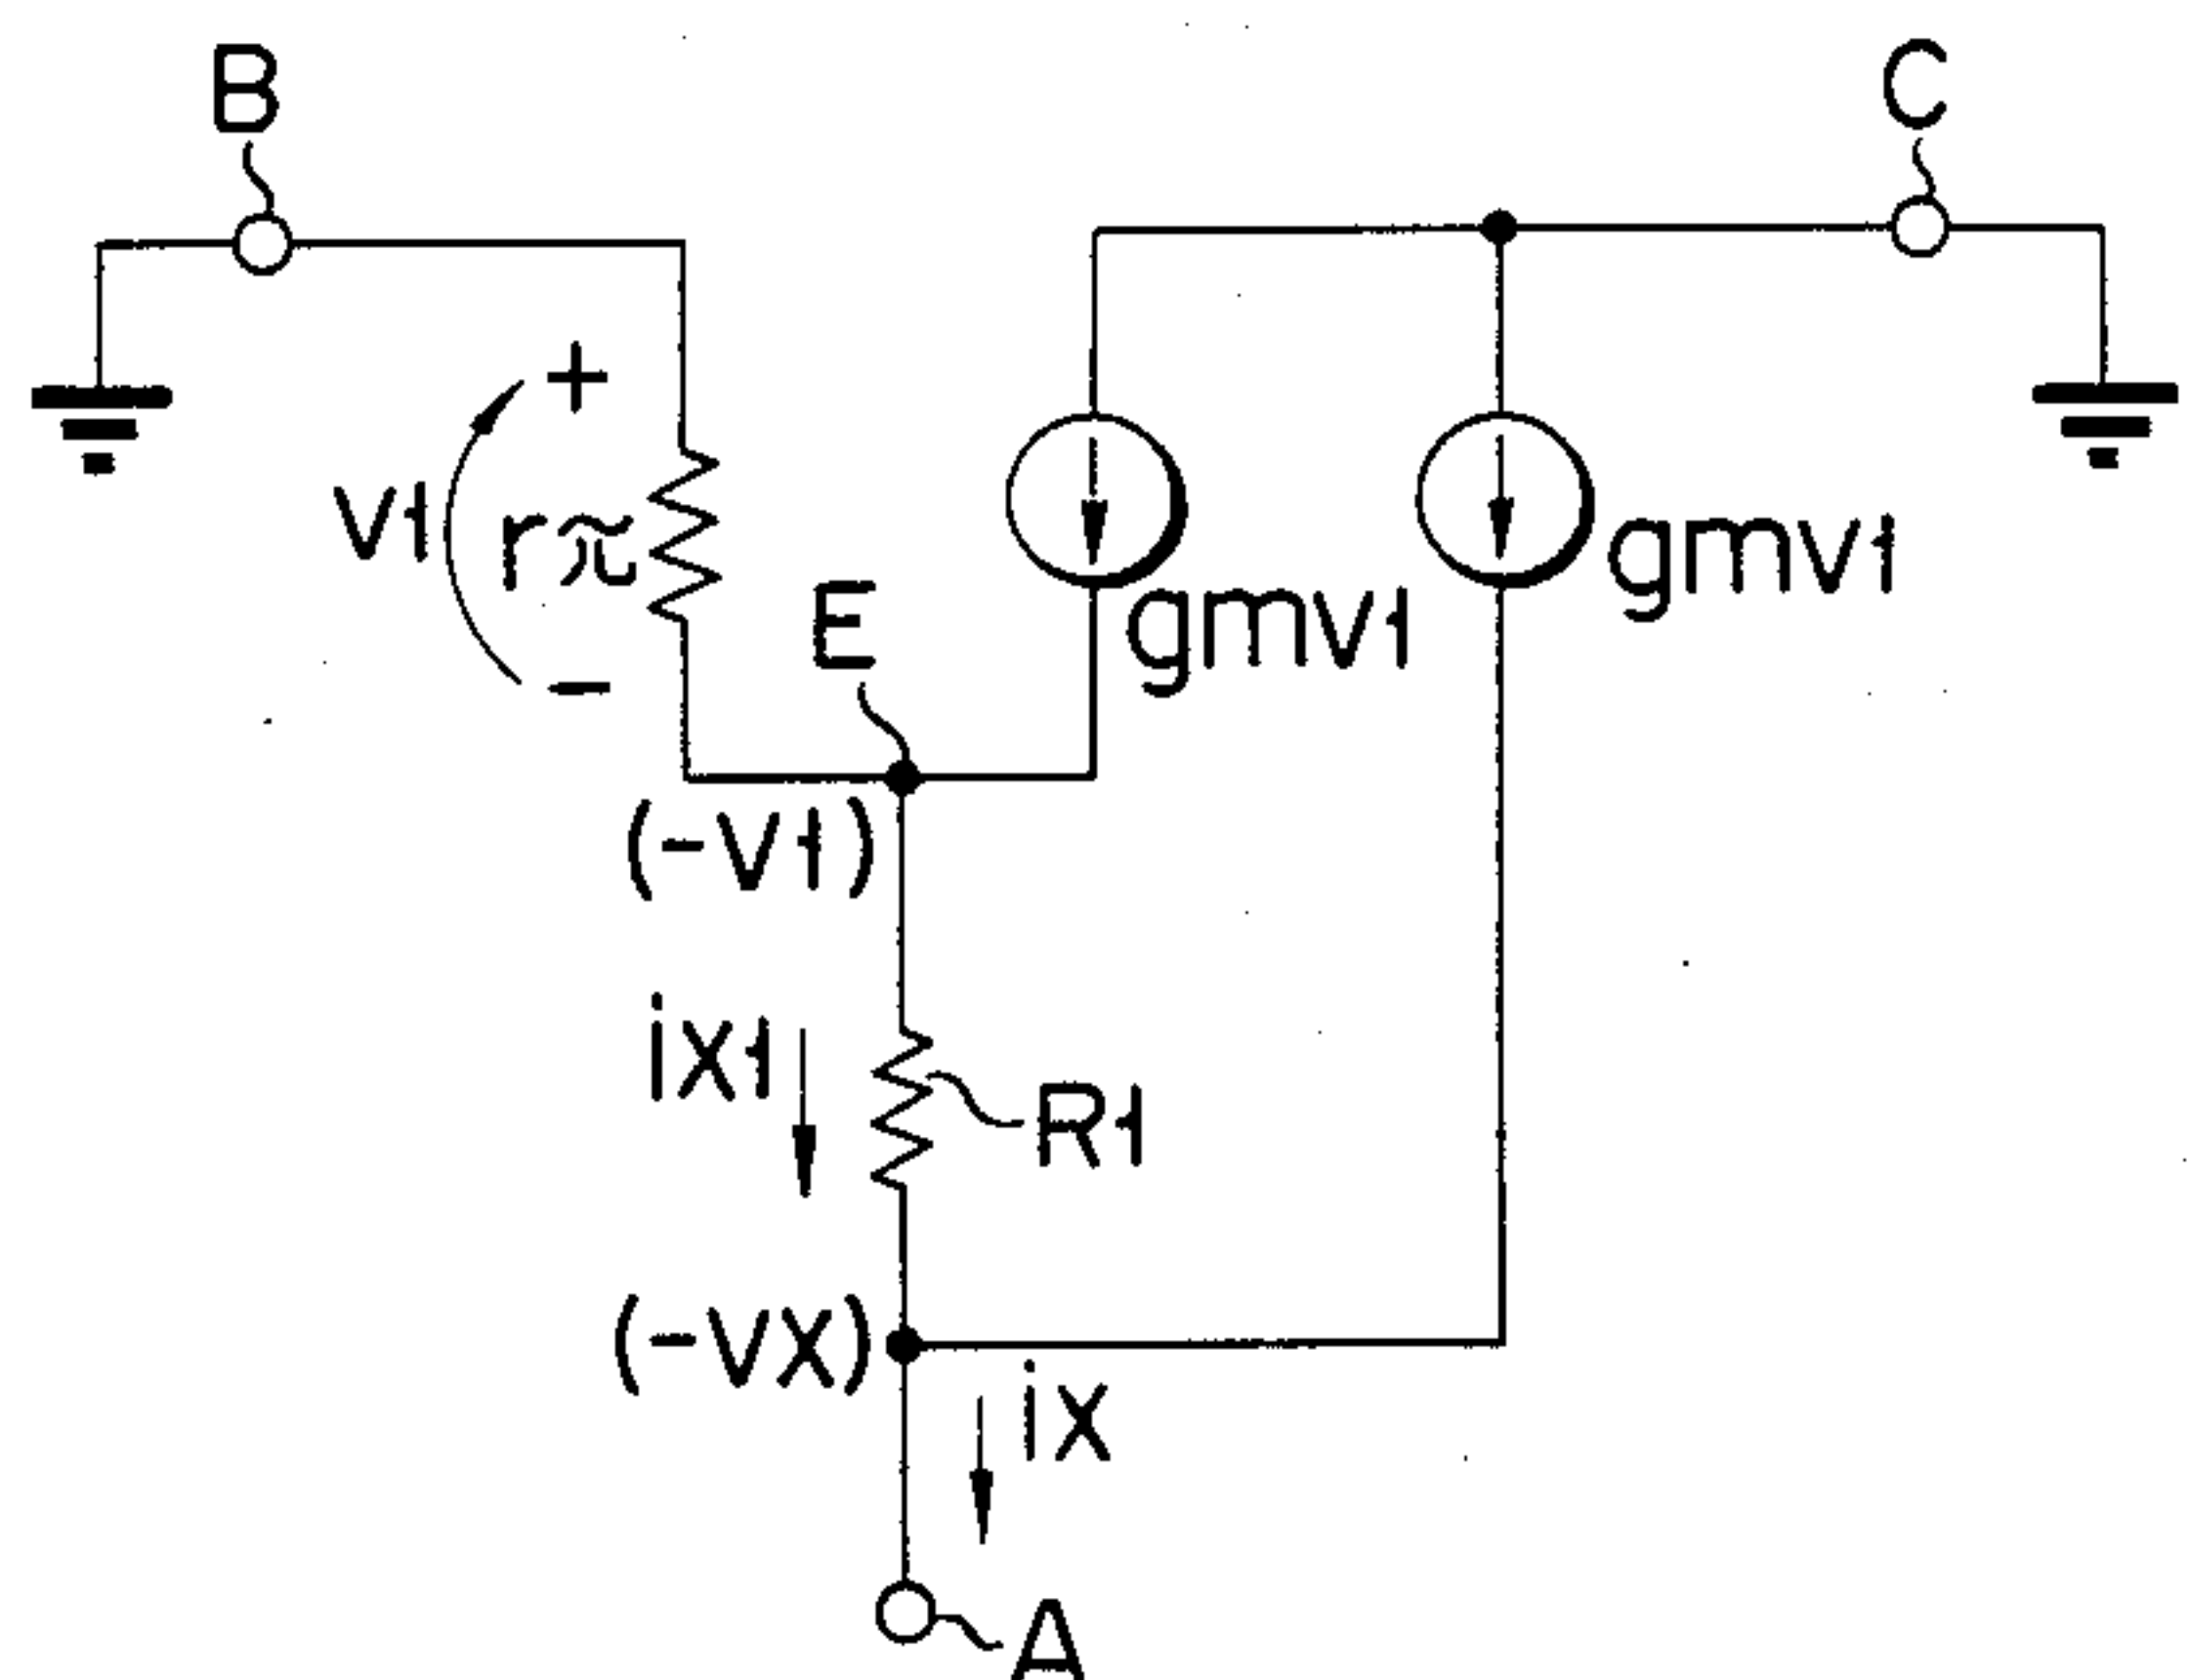 B
C
+
v1
rπ
gmv1
E
gmv1
−
(-v1)
ix1
R1
(-vx)
ix
A